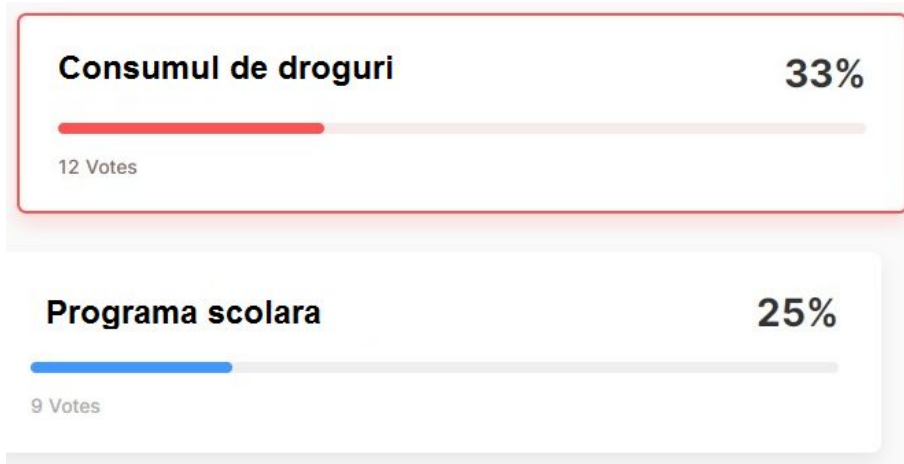 Consumul de droguri
33%
12 Votes
Programa scolara
25%
9 Votes